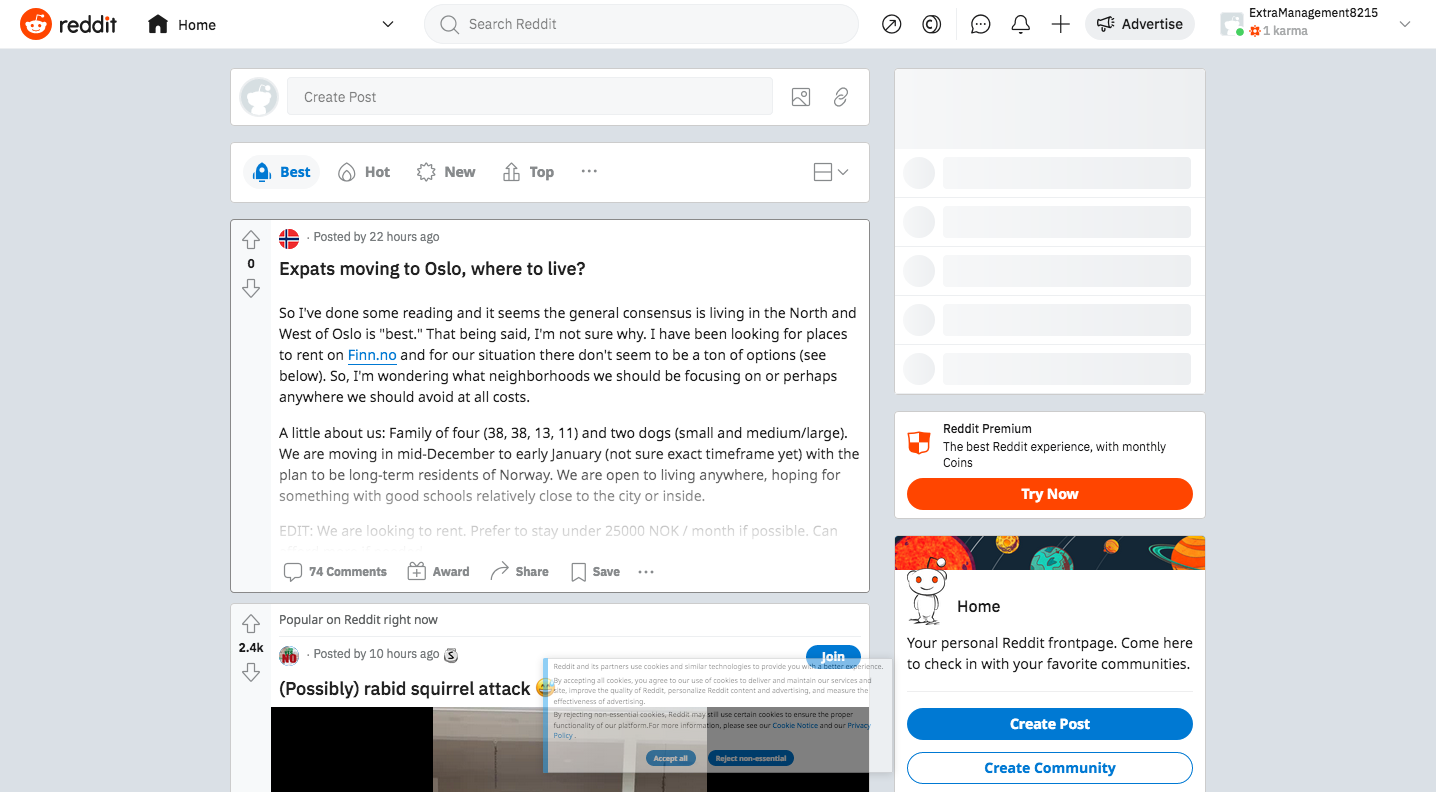 reddit
Home
Search Reddit
Advertise
ExtraManagement8215
1 karma
Create Post
Best
Hot
New
Top
0
· Posted by 22 hours ago
Expats moving to Oslo, where to live?
So I've done some reading and it seems the general consensus is living in the North and
West of Oslo is "best." That being said, I'm not sure why. I have been looking for places
to rent on Finn.no and for our situation there don't seem to be a ton of options (see
below). So, I'm wondering what neighborhoods we should be focusing on or perhaps
anywhere we should avoid at all costs.
A little about us: Family of four (38, 38, 13, 11) and two dogs (small and medium/large).
We are moving in mid-December to early January (not sure exact timeframe yet) with the
plan to be long-term residents of Norway. We are open to living anywhere, hoping for
something with good schools relatively close to the city or inside.
EDIT: We are looking to rent. Prefer to stay under 25000 NOK / month if possible. Can
74 Comments
Award
Share
Save
Popular on Reddit right now
2.4k
NO
· Posted by 10 hours ago
S
Join
(Possibly) rabid squirrel attack
Reddit and its partners use cookies and similar technologies to provide you with a better experience.
By accepting all cookies, you agree to our use of cookies to deliver and maintain our services and
site, improve the quality of Reddit, personalize Reddit content and advertising, and measure the
effectiveness of advertising.
By rejecting non-essential cookies, Reddit may still use certain cookies to ensure the proper
functionality of our platform.For more information, please see our Cookie Notice and our Privacy
Policy .
Accept all
Reject non-essential
Reddit Premium
The best Reddit experience, with monthly
Coins
Try Now
Home
Your personal Reddit frontpage. Come here
to check in with your favorite communities.
Create Post
Create Community